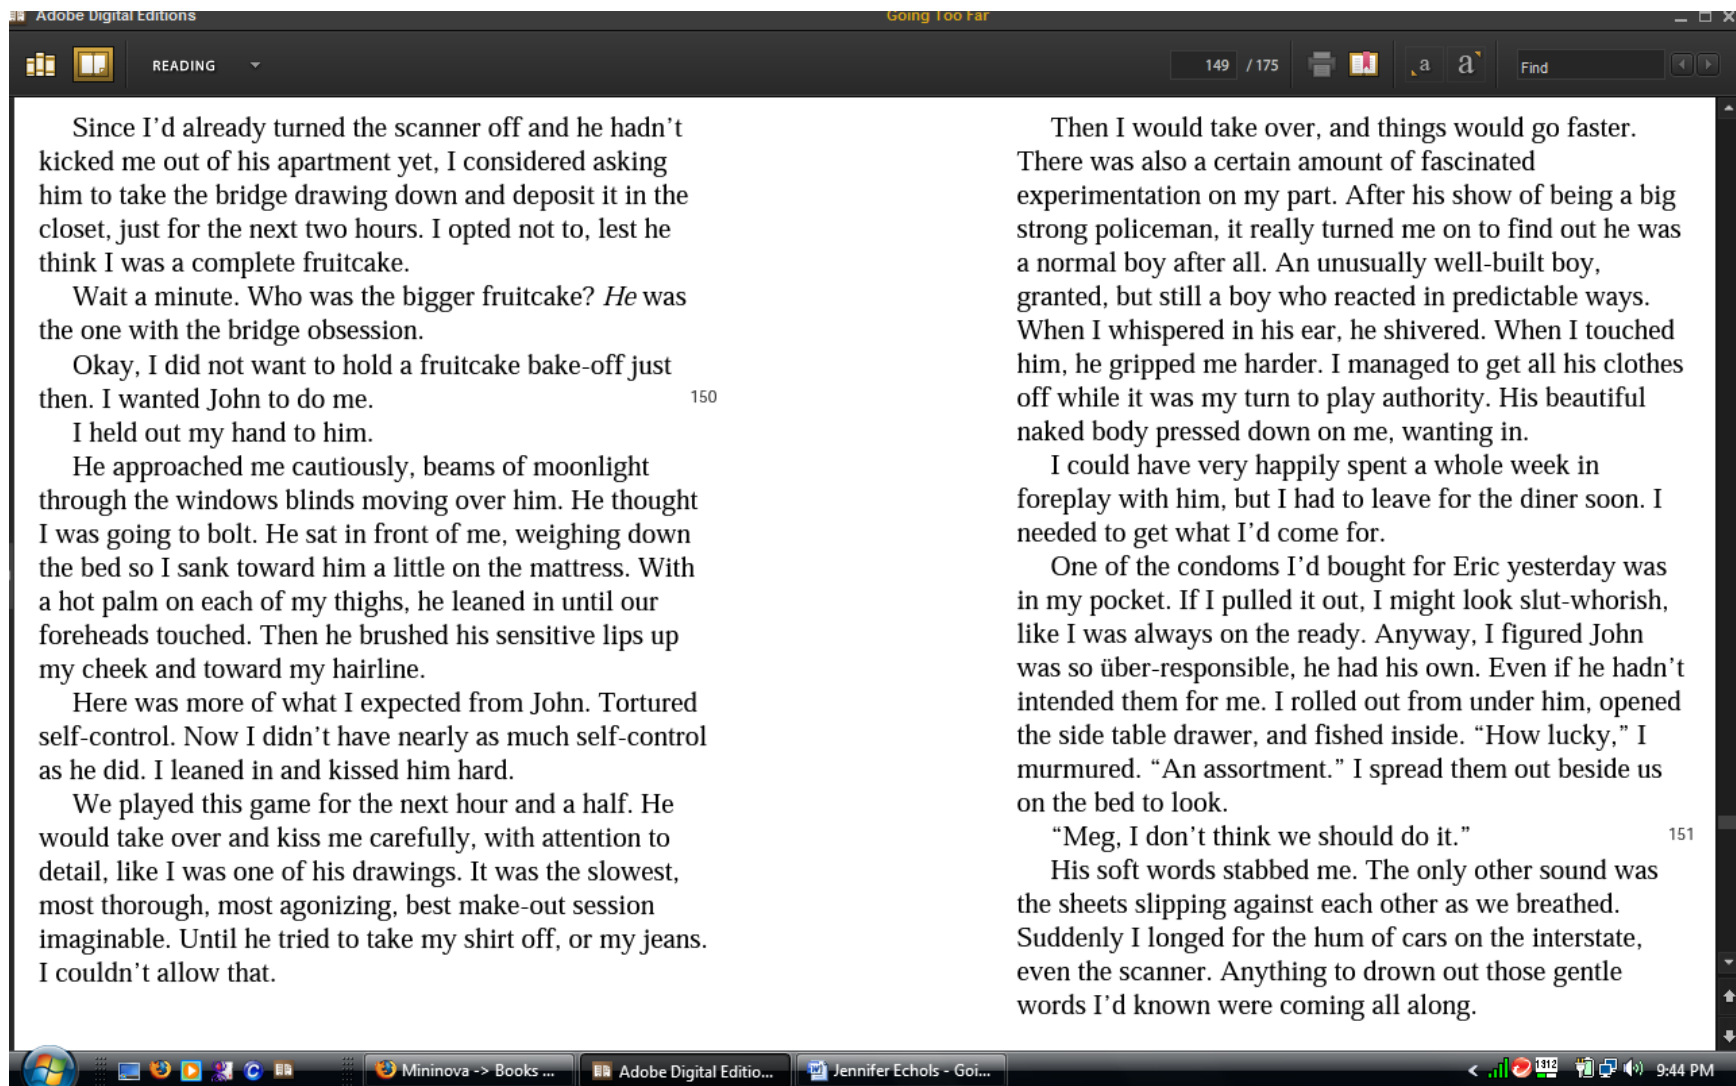 Adobe Digital Editions
Going Too Far
READING
149 / 175
a
a
Find
Since I’d already turned the scanner off and he hadn’t
kicked me out of his apartment yet, I considered asking
him to take the bridge drawing down and deposit it in the
closet, just for the next two hours. I opted not to, lest he
think I was a complete fruitcake.
Wait a minute. Who was the bigger fruitcake? He was
the one with the bridge obsession.
Okay, I did not want to hold a fruitcake bake-off just
then. I wanted John to do me.
150
I held out my hand to him.
He approached me cautiously, beams of moonlight
through the windows blinds moving over him. He thought
I was going to bolt. He sat in front of me, weighing down
the bed so I sank toward him a little on the mattress. With
a hot palm on each of my thighs, he leaned in until our
foreheads touched. Then he brushed his sensitive lips up
my cheek and toward my hairline.
Here was more of what I expected from John. Tortured
self-control. Now I didn’t have nearly as much self-control
as he did. I leaned in and kissed him hard.
We played this game for the next hour and a half. He
would take over and kiss me carefully, with attention to
detail, like I was one of his drawings. It was the slowest,
most thorough, most agonizing, best make-out session
imaginable. Until he tried to take my shirt off, or my jeans.
I couldn’t allow that.
Then I would take over, and things would go faster.
There was also a certain amount of fascinated
experimentation on my part. After his show of being a big
strong policeman, it really turned me on to find out he was
a normal boy after all. An unusually well-built boy,
granted, but still a boy who reacted in predictable ways.
When I whispered in his ear, he shivered. When I touched
him, he gripped me harder. I managed to get all his clothes
off while it was my turn to play authority. His beautiful
naked body pressed down on me, wanting in.
I could have very happily spent a whole week in
foreplay with him, but I had to leave for the diner soon. I
needed to get what I’d come for.
One of the condoms I’d bought for Eric yesterday was
in my pocket. If I pulled it out, I might look slut-whorish,
like I was always on the ready. Anyway, I figured John
was so über-responsible, he had his own. Even if he hadn’t
intended them for me. I rolled out from under him, opened
the side table drawer, and fished inside. “How lucky,” I
murmured. “An assortment.” I spread them out beside us
on the bed to look.
“Meg, I don’t think we should do it.”
151
His soft words stabbed me. The only other sound was
the sheets slipping against each other as we breathed.
Suddenly I longed for the hum of cars on the interstate,
even the scanner. Anything to drown out those gentle
words I’d known were coming all along.
Mininova -> Books ...
Adobe Digital Editio...
Jennifer Echols - Goi...
1312
9:44 PM